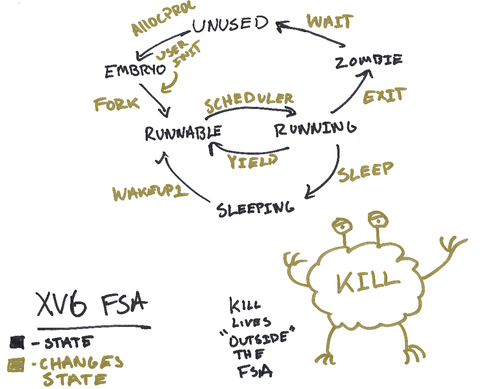 ALLOCPROC
UNUSED
WAIT
USER
INIT
EMBRYO
ZOMBIE
FORK
SCHEDULER
EXIT
RUNNABLE
RUNNING
YIELD
SLEEP
WAKEUP1
SLEEPING
KILL
XV6 FSA
- STATE
- CHANGES
STATE
KILL
LIVES
"OUTSIDE"
THE
FSA